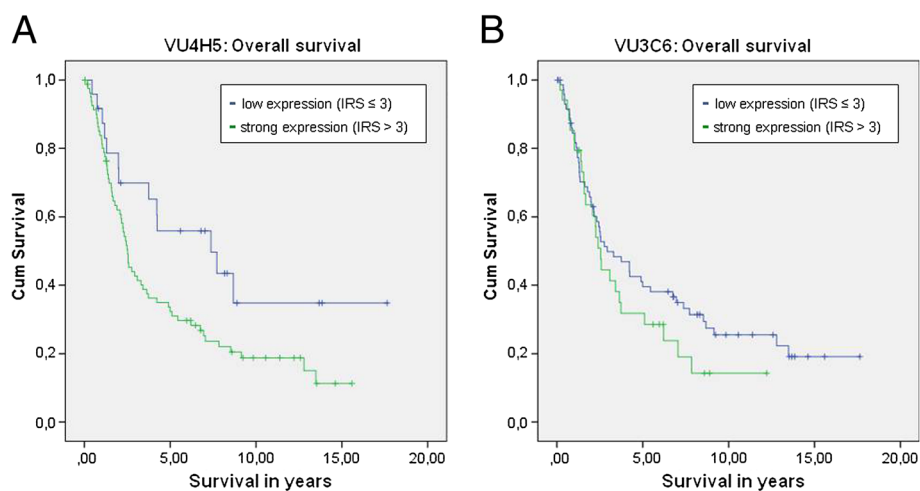 A
VU4H5: Overall survival
low expression (IRS ≤ 3)
strong expression (IRS > 3)
Cum Survival
1,0
0,8
0,6
0,4
0,2
0,0
,00 5,00 10,00 15,00 20,00
Survival in years
B
VU3C6: Overall survival
low expression (IRS ≤ 3)
strong expression (IRS > 3)
Cum Survival
1,0
0,8
0,6
0,4
0,2
0,0
,00 5,00 10,00 15,00 20,00
Survival in years